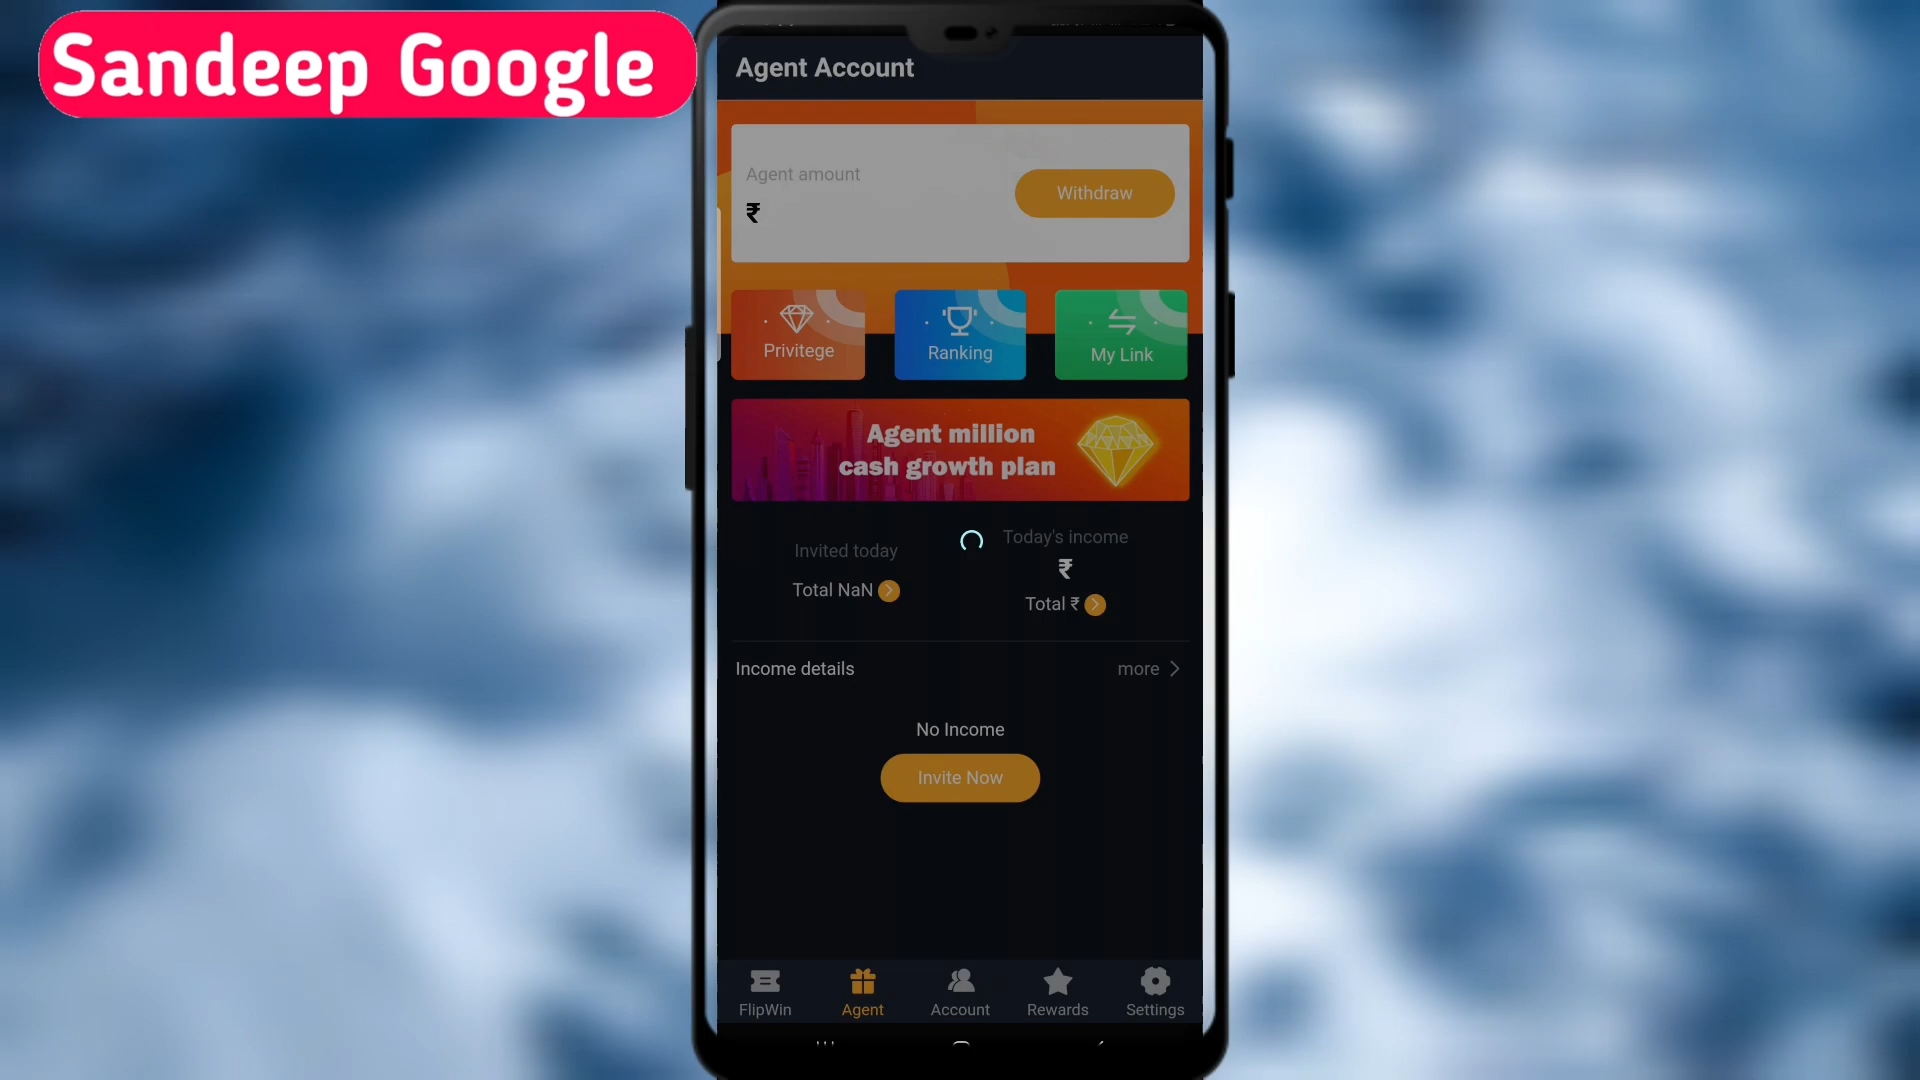 Sandeep Google
Agent Account
Agent amount
₹
Withdraw
Privitege
Ranking
My Link
Agent million
cash growth plan
Invited today
Total NaN
Today's income
₹
Total ₹
Income details
more
No Income
Invite Now
FlipWin
Agent
Account
Rewards
Settings